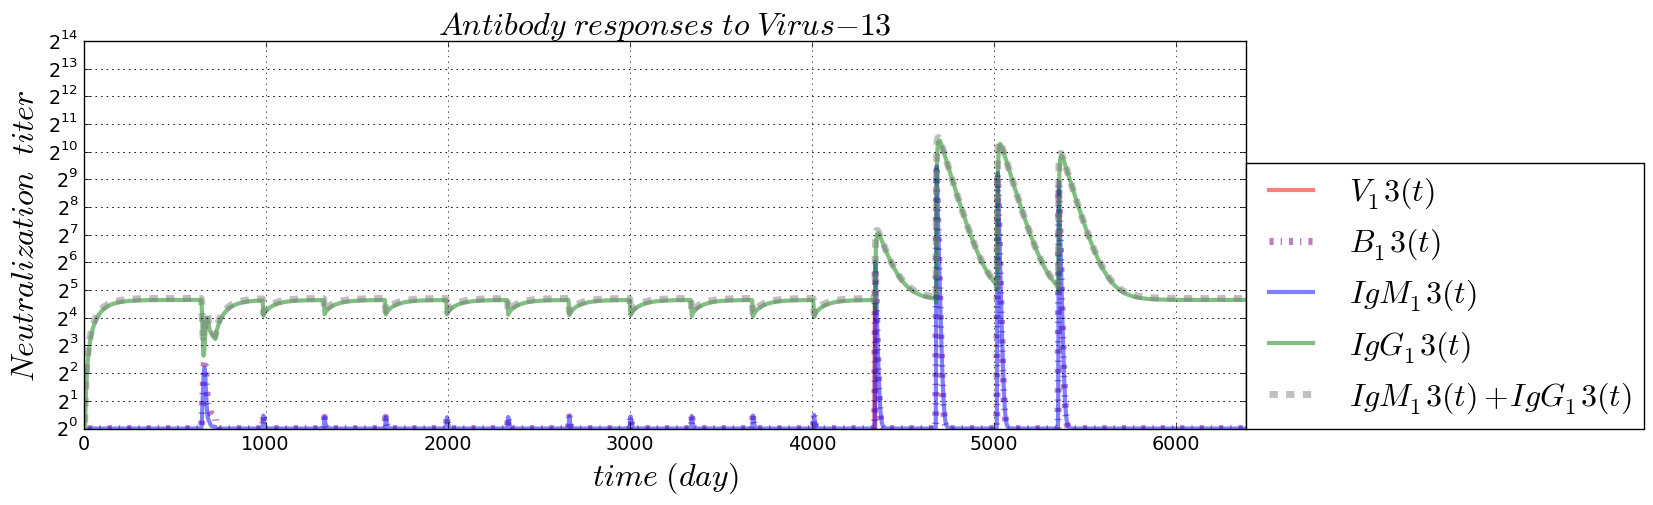 Antibody responses to Virus−13
Neutralization titer
2^14
2^13
2^12
2^11
2^10
2^9
2^8
2^7
2^6
2^5
2^4
2^3
2^2
2^1
2^0
0 1000 2000 3000 4000 5000 6000
time (day)
V_1 3(t)
B_1 3(t)
IgM_1 3(t)
IgG_1 3(t)
IgM_1 3(t)+IgG_1 3(t)